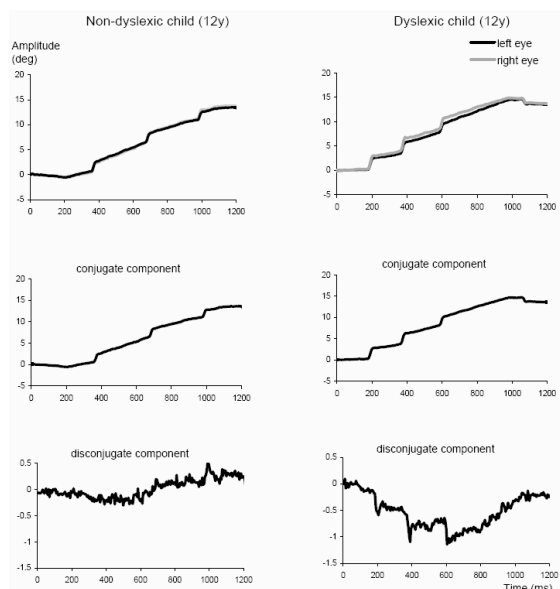 Non-dyslexic child (12y)
Dyslexic child (12y)
Amplitude
(deg)
left eye
right eye
20
15
10
5
0
-5
0 200 400 600 800 1000 1200
20
15
10
5
0
-5
0 200 400 600 800 1000 1200
conjugate component
20
15
10
5
0
-5
0 200 400 600 800 1000 1200
conjugate component
20
15
10
5
0
-5
0 200 400 600 800 1000 1200
disconjugate component
0.5
0
-0.5
-1
-1.5
0 200 400 600 800 1000 1200
disconjugate component
0.5
0
-0.5
-1
-1.5
0 200 400 600 800 1000 1200
Time (ms)